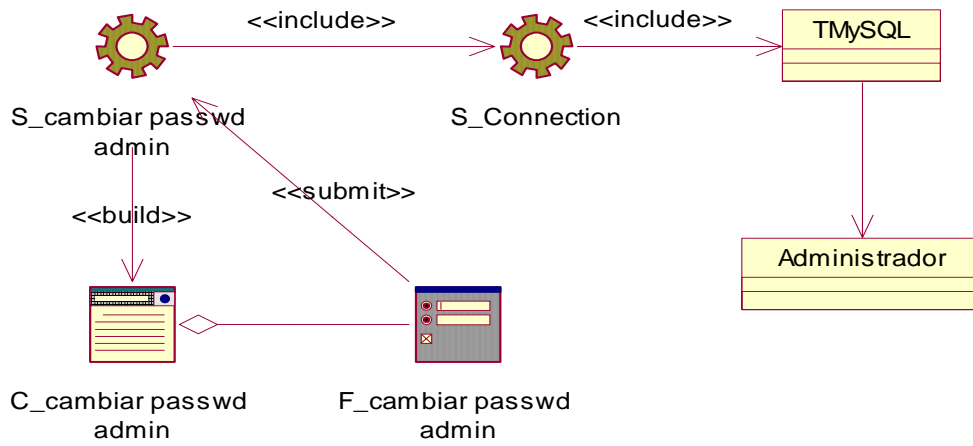 <<include>>
<<include>>
TMySQL
S_cambiar passwd
admin
S_Connection
<<submit>>
<<build>>
Administrador
C_cambiar passwd
admin
F_cambiar passwd
admin